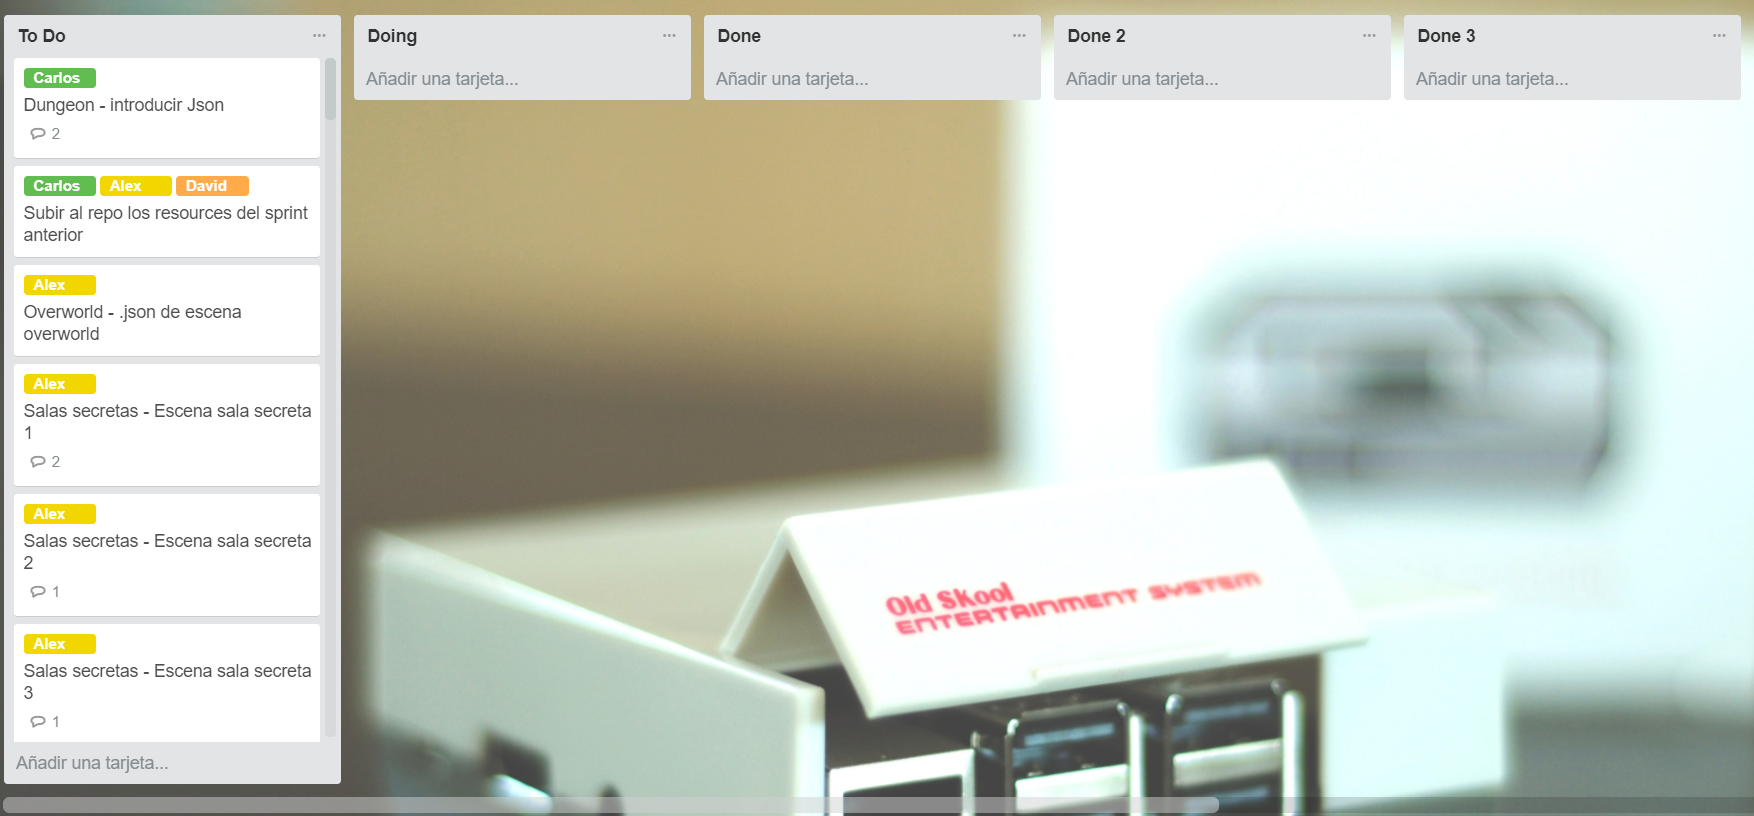 To Do
Carlos
Dungeon - introducir Json
2
Carlos Alex David
Subir al repo los resources del sprint
anterior
Alex
Overworld - .json de escena
overworld
Alex
Salas secretas - Escena sala secreta
1
2
Alex
Salas secretas - Escena sala secreta
2
1
Alex
Salas secretas - Escena sala secreta
3
1
Añadir una tarjeta...
Doing
Añadir una tarjeta...
Done
Añadir una tarjeta...
Done 2
Añadir una tarjeta...
Done 3
Añadir una tarjeta...
Old SKool
ENTERTAINMENT SYSTEM